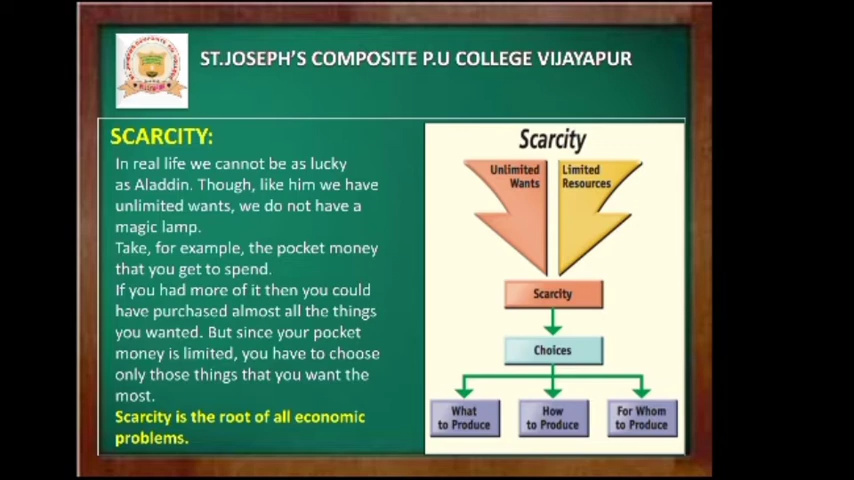 ST.JOSEPH'S COMPOSITE P.U COLLEGE VIJAYAPUR
SCARCITY:
In real life we cannot be as lucky
as Aladdin. Though, like him we have
unlimited wants, we do not have a
magic lamp.
Take, for example, the pocket money
that you get to spend.
If you had more of it then you could
have purchased almost all the things
you wanted. But since your pocket
money is limited, you have to choose
only those things that you want the
most.
Scarcity is the root of all economic
problems.
Scarcity
Unlimited
Wants
Limited
Resources
Scarcity
Choices
What
to Produce
How
to Produce
For Whom
to Produce